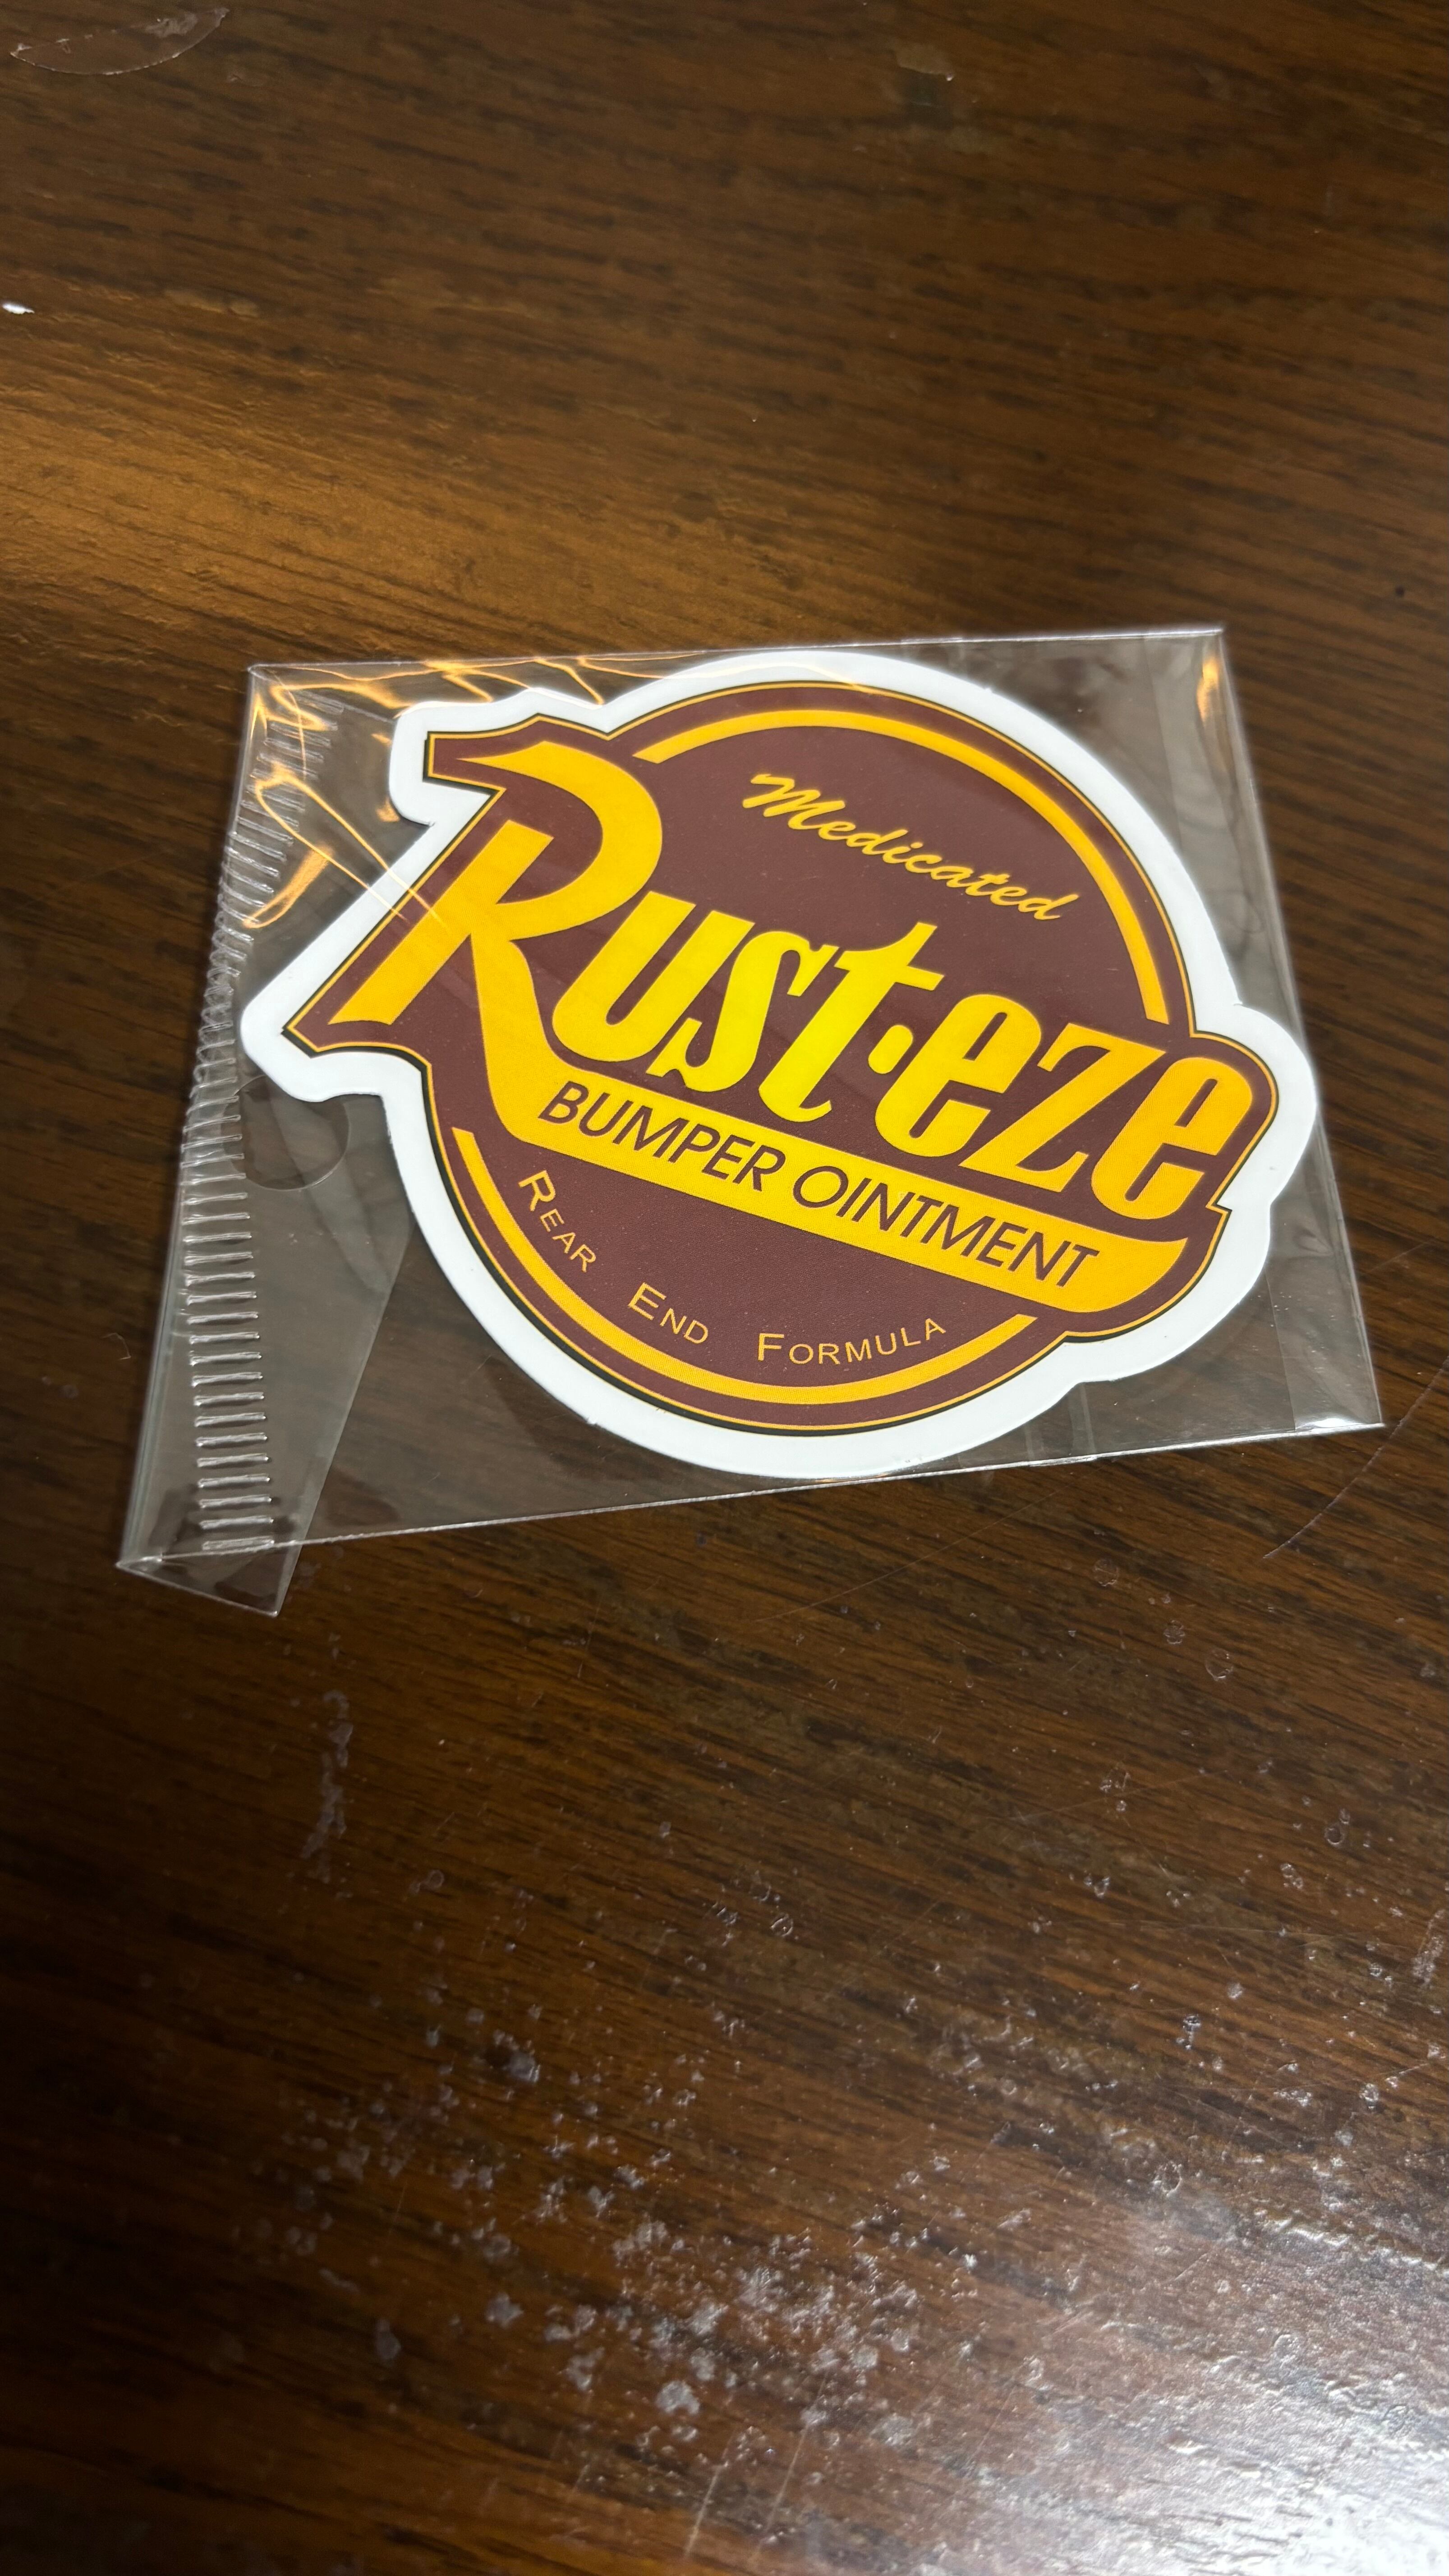 Medicated
Rust·eze
BUMPER OINTMENT
REAR END FORMULA